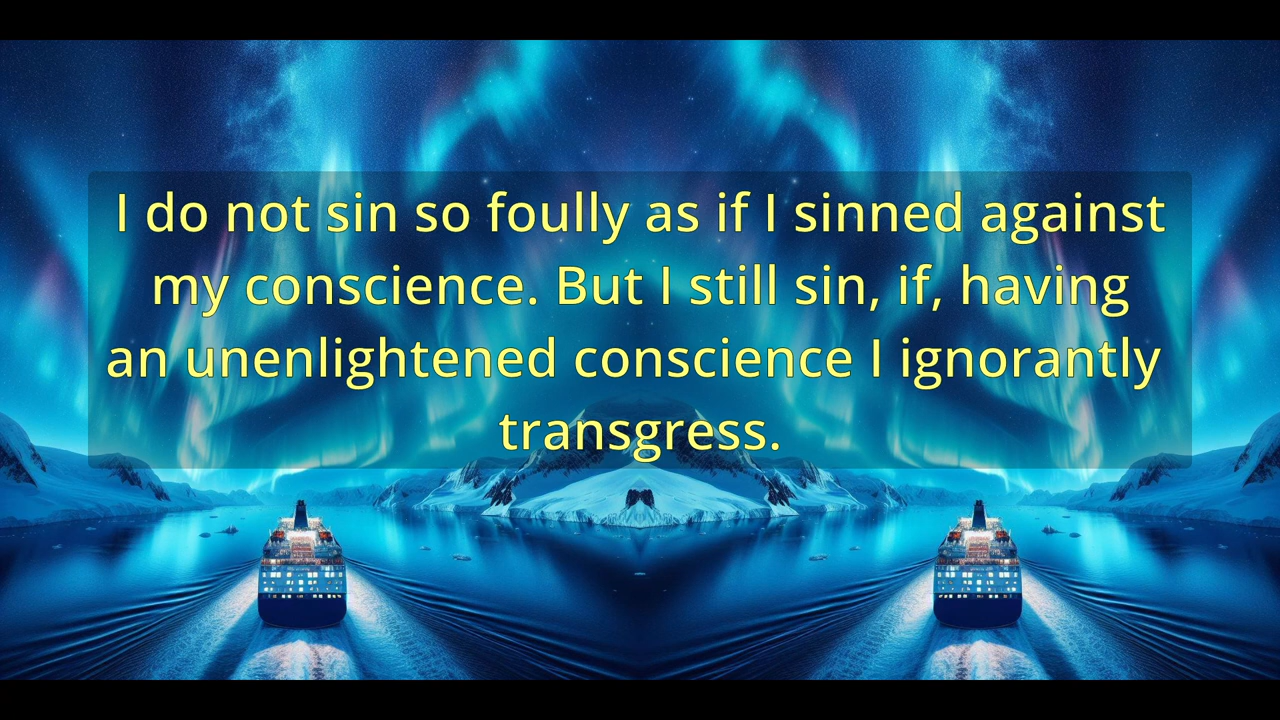 I do not sin so foully as if I sinned against
my conscience. But I still sin, if, having
an unenlightened conscience I ignorantly
transgress.